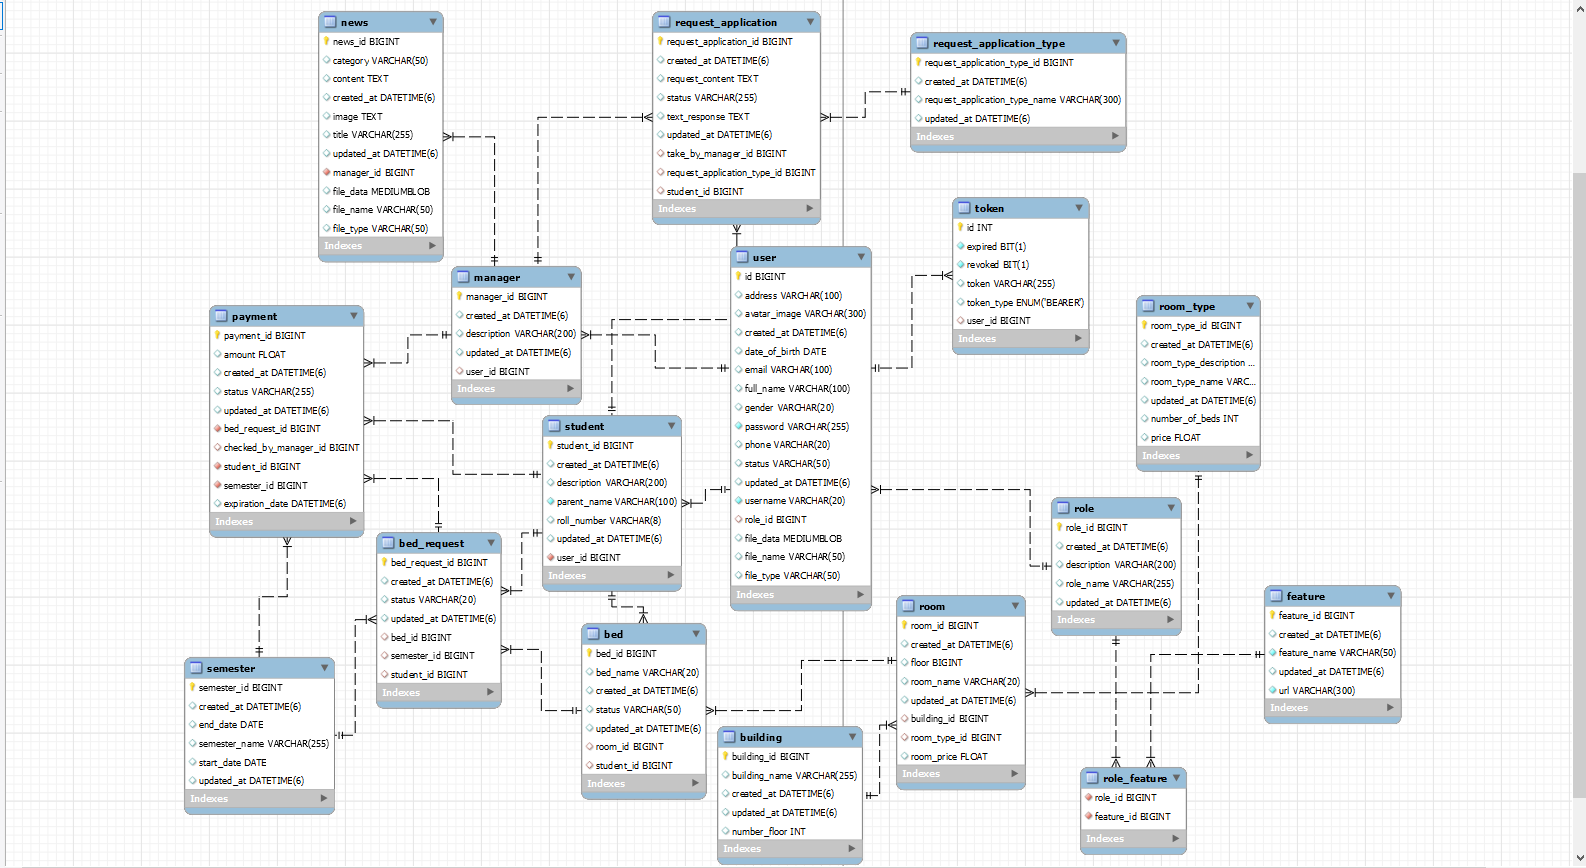 news
news_id BIGINT
category VARCHAR(50)
content TEXT
created_at DATETIME(6)
image TEXT
title VARCHAR(255)
updated_at DATETIME(6)
manager_id BIGINT
file_data MEDIUMBLOB
file_name VARCHAR(50)
file_type VARCHAR(50)
Indexes
request_application
request_application_id BIGINT
created_at DATETIME(6)
request_content TEXT
status VARCHAR(255)
text_response TEXT
updated_at DATETIME(6)
take_by_manager_id BIGINT
request_application_type_id BIGINT
student_id BIGINT
Indexes
request_application_type
request_application_type_id BIGINT
created_at DATETIME(6)
request_application_type_name VARCHAR(300)
updated_at DATETIME(6)
Indexes
token
id INT
expired BIT(1)
revoked BIT(1)
token VARCHAR(255)
token_type ENUM('BEARER')
user_id BIGINT
Indexes
manager
manager_id BIGINT
created_at DATETIME(6)
description VARCHAR(200)
updated_at DATETIME(6)
user_id BIGINT
Indexes
user
id BIGINT
address VARCHAR(100)
avatar_image VARCHAR(300)
created_at DATETIME(6)
date_of_birth DATE
email VARCHAR(100)
full_name VARCHAR(100)
gender VARCHAR(20)
password VARCHAR(255)
phone VARCHAR(20)
status VARCHAR(50)
updated_at DATETIME(6)
username VARCHAR(20)
role_id BIGINT
file_data MEDIUMBLOB
file_name VARCHAR(50)
file_type VARCHAR(50)
Indexes
payment
payment_id BIGINT
amount FLOAT
created_at DATETIME(6)
status VARCHAR(255)
updated_at DATETIME(6)
bed_request_id BIGINT
checked_by_manager_id BIGINT
student_id BIGINT
semester_id BIGINT
expiration_date DATETIME(6)
Indexes
room_type
room_type_id BIGINT
created_at DATETIME(6)
room_type_description ...
room_type_name VARC...
updated_at DATETIME(6)
number_of_beds INT
price FLOAT
Indexes
student
student_id BIGINT
created_at DATETIME(6)
description VARCHAR(200)
parent_name VARCHAR(100)
roll_number VARCHAR(8)
updated_at DATETIME(6)
user_id BIGINT
Indexes
role
role_id BIGINT
created_at DATETIME(6)
description VARCHAR(200)
role_name VARCHAR(255)
updated_at DATETIME(6)
Indexes
bed_request
bed_request_id BIGINT
created_at DATETIME(6)
status VARCHAR(20)
updated_at DATETIME(6)
bed_id BIGINT
semester_id BIGINT
student_id BIGINT
Indexes
feature
feature_id BIGINT
created_at DATETIME(6)
feature_name VARCHAR(50)
updated_at DATETIME(6)
url VARCHAR(300)
Indexes
room
room_id BIGINT
created_at DATETIME(6)
floor BIGINT
room_name VARCHAR(20)
updated_at DATETIME(6)
building_id BIGINT
room_type_id BIGINT
room_price FLOAT
Indexes
bed
bed_id BIGINT
bed_name VARCHAR(20)
created_at DATETIME(6)
status VARCHAR(50)
updated_at DATETIME(6)
room_id BIGINT
student_id BIGINT
Indexes
semester
semester_id BIGINT
created_at DATETIME(6)
end_date DATE
semester_name VARCHAR(255)
start_date DATE
updated_at DATETIME(6)
Indexes
building
building_id BIGINT
building_name VARCHAR(255)
created_at DATETIME(6)
updated_at DATETIME(6)
number_floor INT
Indexes
role_feature
role_id BIGINT
feature_id BIGINT
Indexes